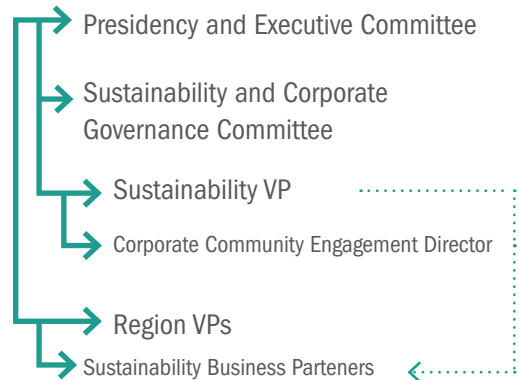 Presidency and Executive Committee
Sustainability and Corporate
Governance Committee
Sustainability VP
Corporate Community Engagement Director
Region VPs
Sustainability Business Parteners